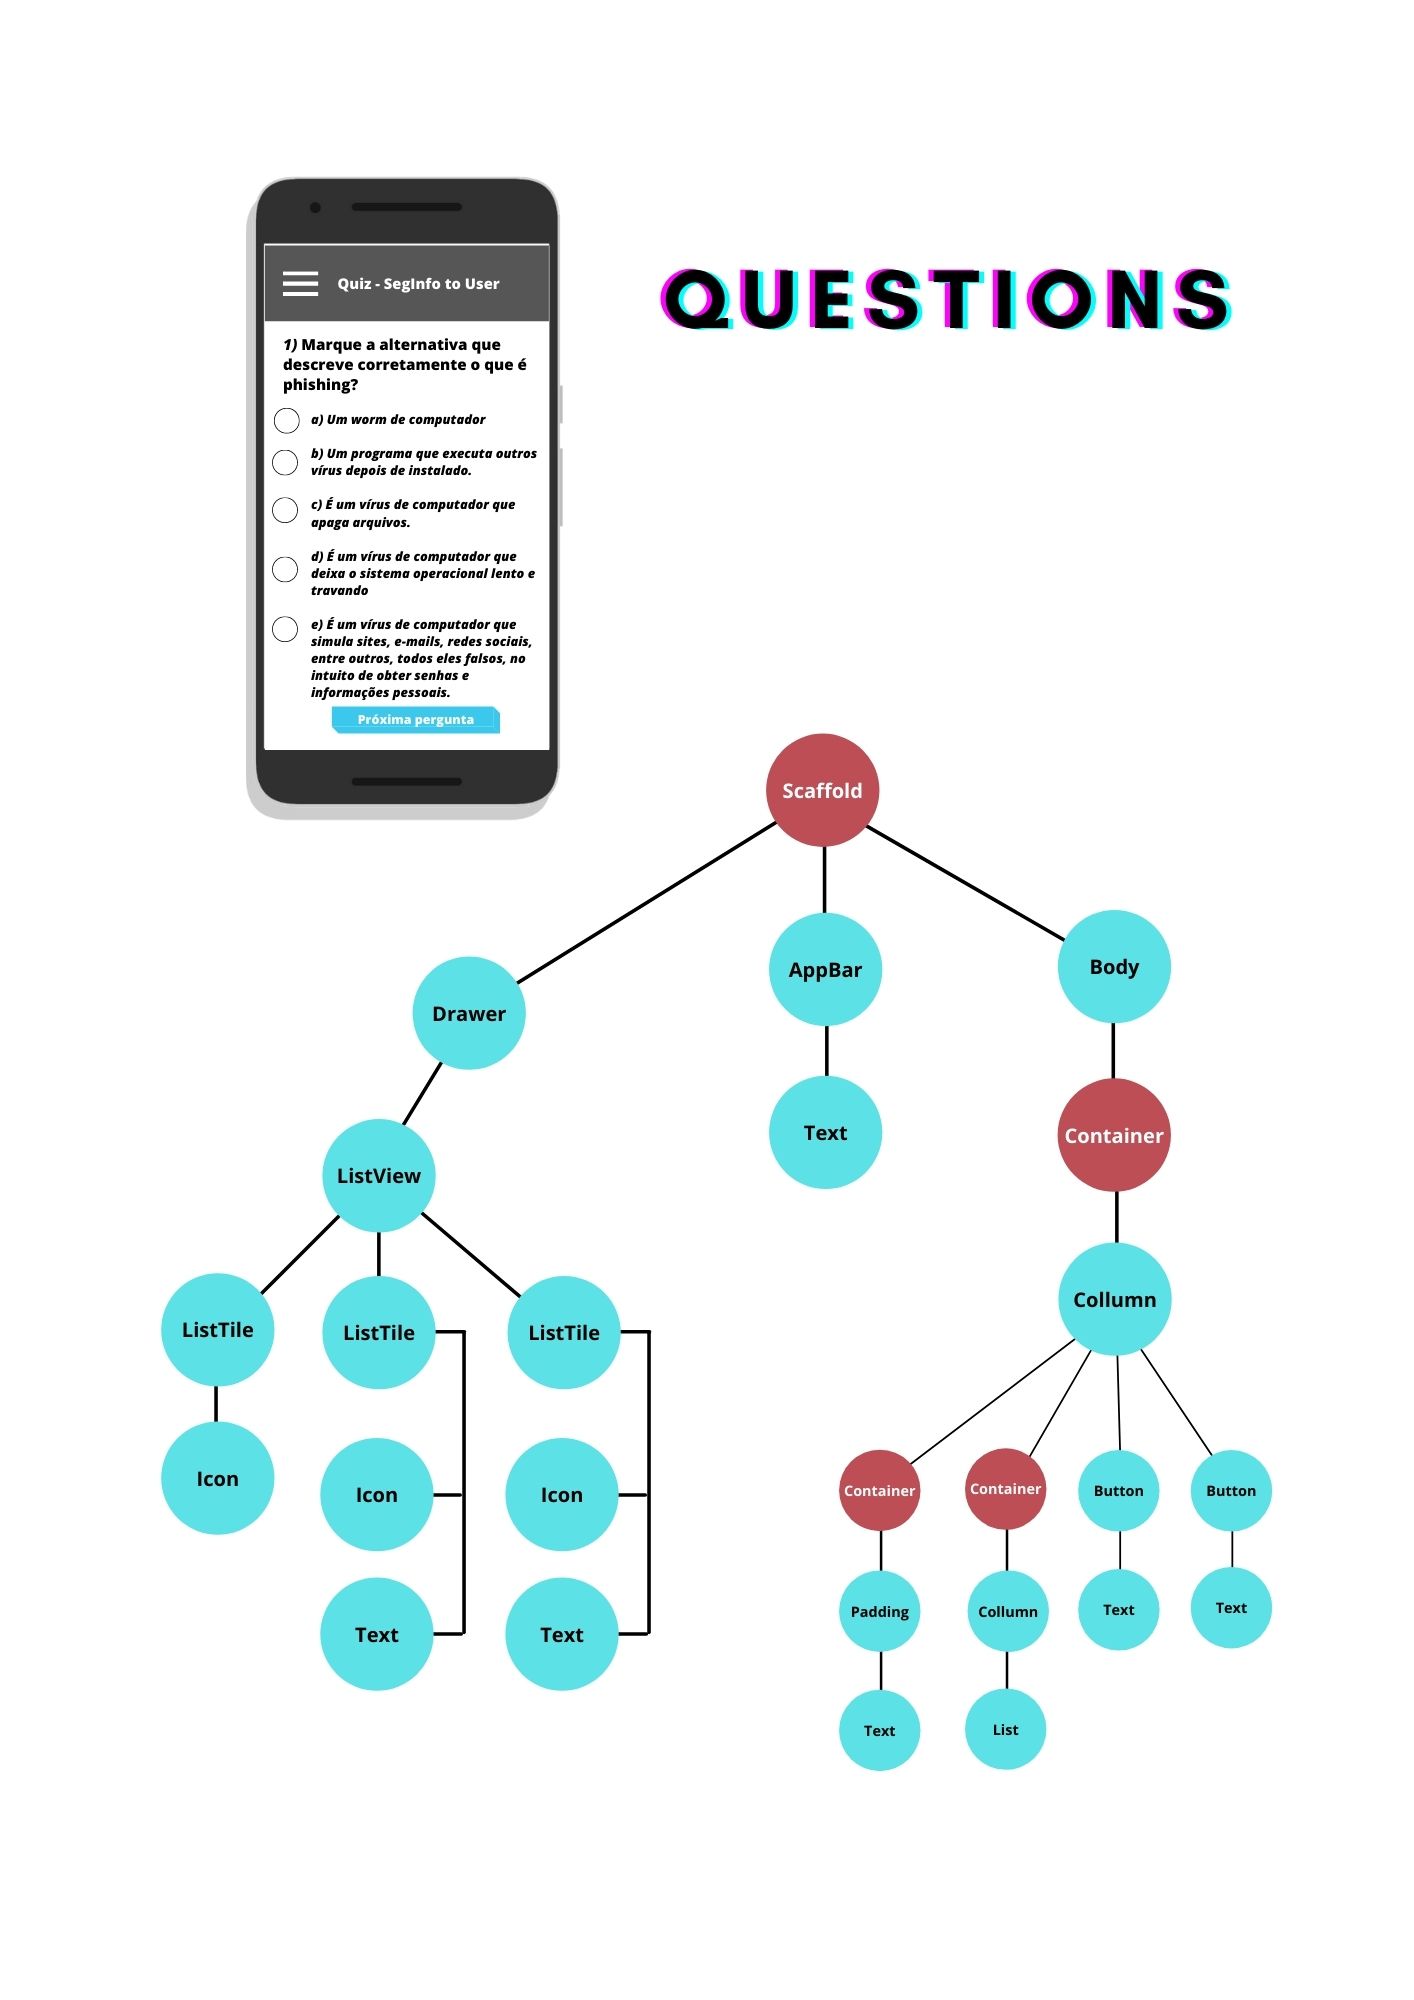 QUESTIONS
Quiz - SegInfo to User
1) Marque a alternativa que
descreve corretamente o que é
phishing?
a) Um worm de computador
b) Um programa que executa outros
vírus depois de instalado.
c) É um vírus de computador que
apaga arquivos.
d) É um vírus de computador que
deixa o sistema operacional lento e
travando
e) É um vírus de computador que
simula sites, e-mails, redes sociais,
entre outros, todos eles falsos, no
intuito de obter senhas e
informações pessoais.
Próxima pergunta
Scaffold
Drawer
AppBar
Body
ListView
Text
Container
ListTile
ListTile
ListTile
Collumn
Icon
Icon
Icon
Container
Container
Button
Button
Text
Text
Padding
Collumn
Text
Text
Text
List